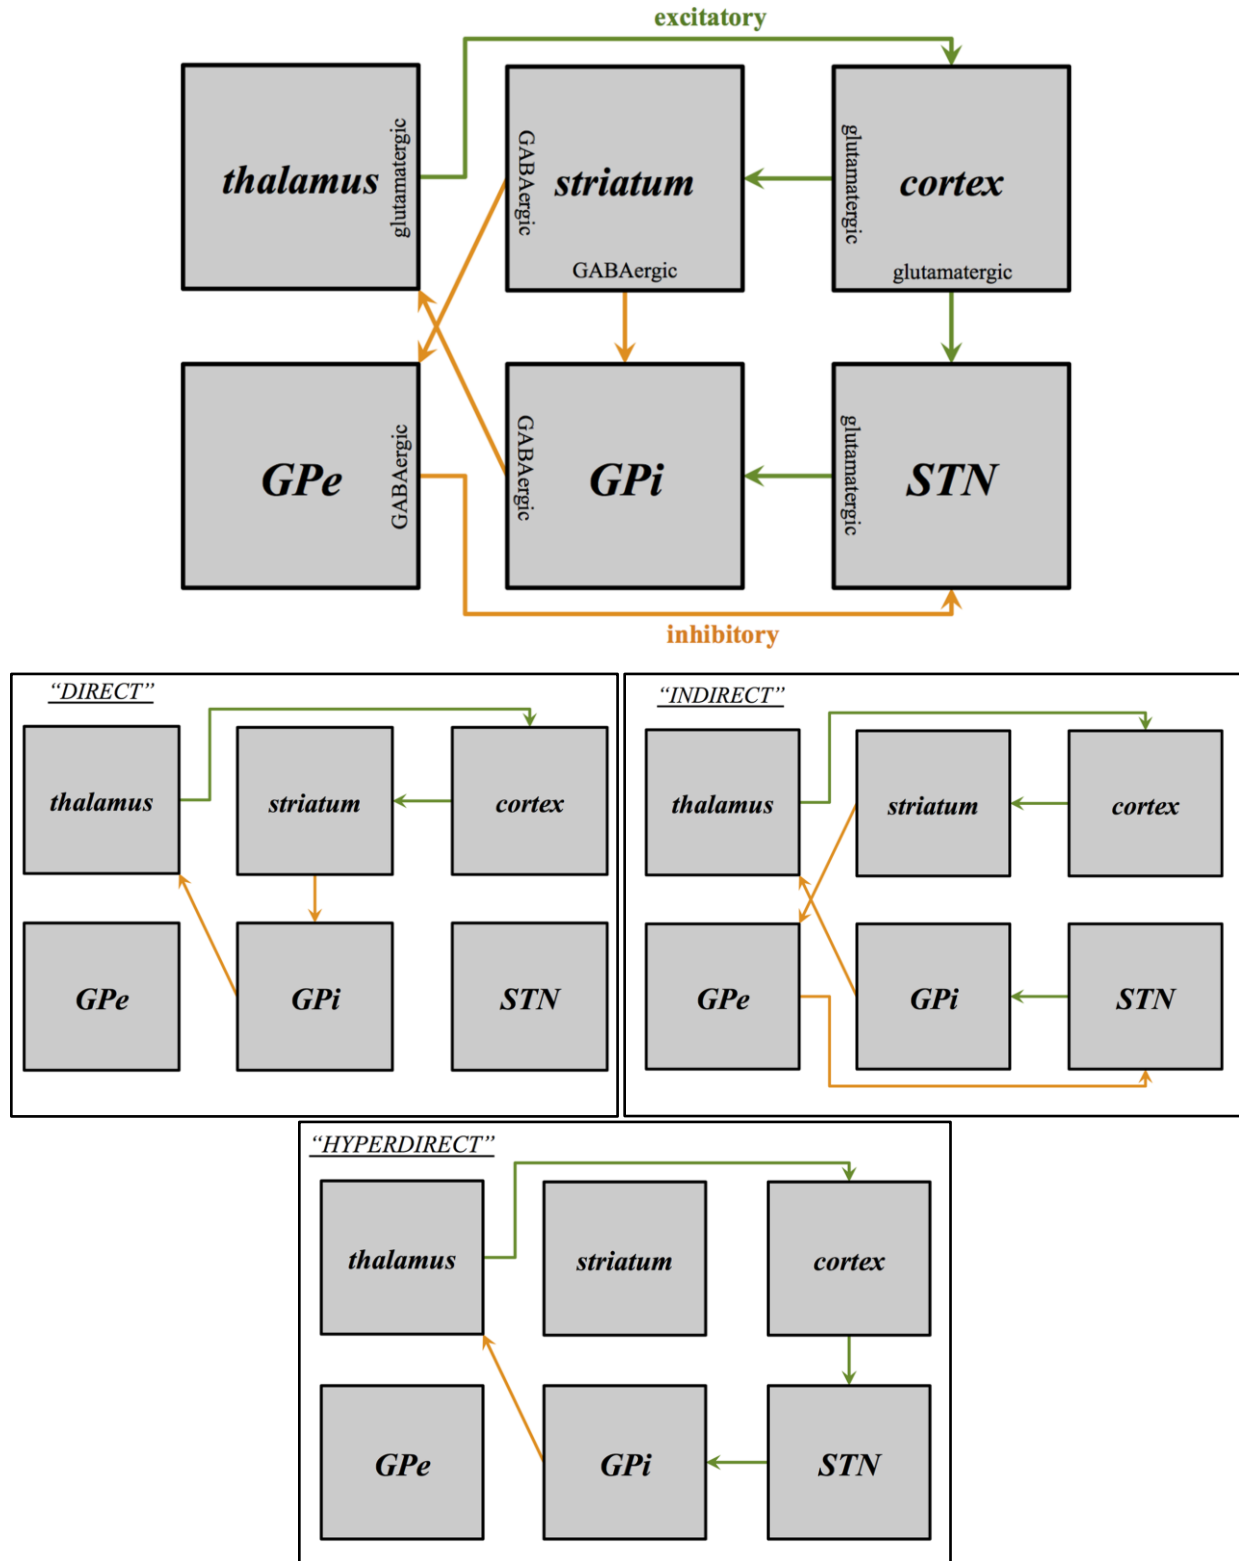 excitatory
thalamus
glutamatergic
GABAergic
striatum
GABAergic
glutamatergic
cortex
glutamatergic
GPe
GABAergic
GABAergic
GPi
glutamatergic
STN
inhibitory
“DIRECT”
thalamus
striatum
cortex
GPe
GPi
STN
“INDIRECT”
thalamus
striatum
cortex
GPe
GPi
STN
“HYPERDIRECT”
thalamus
striatum
cortex
GPe
GPi
STN